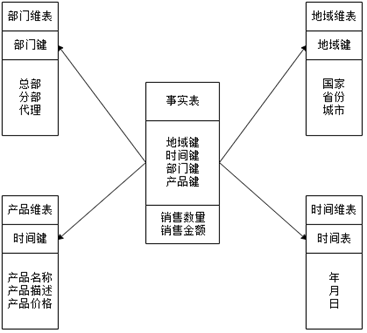 部门维表
部门键
总部
分部
代理
地域维表
地域键
国家
省份
城市
事实表
地域键
时间键
部门键
产品键
销售数量
销售金额
产品维表
时间键
产品名称
产品描述
产品价格
时间维表
时间表
年
月
日